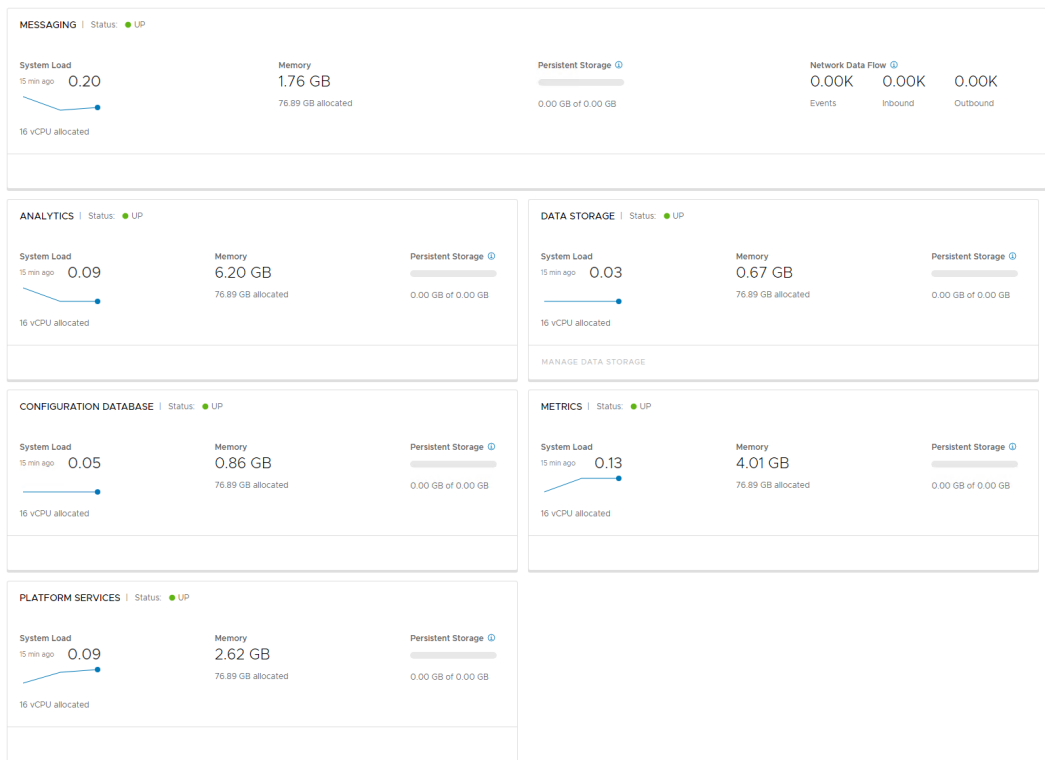 MESSAGING | Status: UP
System Load
15 min ago 0.20
16 vCPU allocated
Memory
1.76 GB
76.89 GB allocated
Persistent Storage
0.00 GB of 0.00 GB
Network Data Flow
0.00K 0.00K 0.00K
Events Inbound Outbound
ANALYTICS | Status: UP
System Load
15 min ago 0.09
16 vCPU allocated
Memory
6.20 GB
76.89 GB allocated
Persistent Storage
0.00 GB of 0.00 GB
DATA STORAGE | Status: UP
System Load
15 min ago 0.03
16 vCPU allocated
Memory
0.67 GB
76.89 GB allocated
Persistent Storage
0.00 GB of 0.00 GB
MANAGE DATA STORAGE
CONFIGURATION DATABASE | Status: UP
System Load
15 min ago 0.05
16 vCPU allocated
Memory
0.86 GB
76.89 GB allocated
Persistent Storage
0.00 GB of 0.00 GB
METRICS | Status: UP
System Load
15 min ago 0.13
16 vCPU allocated
Memory
4.01 GB
76.89 GB allocated
Persistent Storage
0.00 GB of 0.00 GB
PLATFORM SERVICES | Status: UP
System Load
15 min ago 0.09
16 vCPU allocated
Memory
2.62 GB
76.89 GB allocated
Persistent Storage
0.00 GB of 0.00 GB